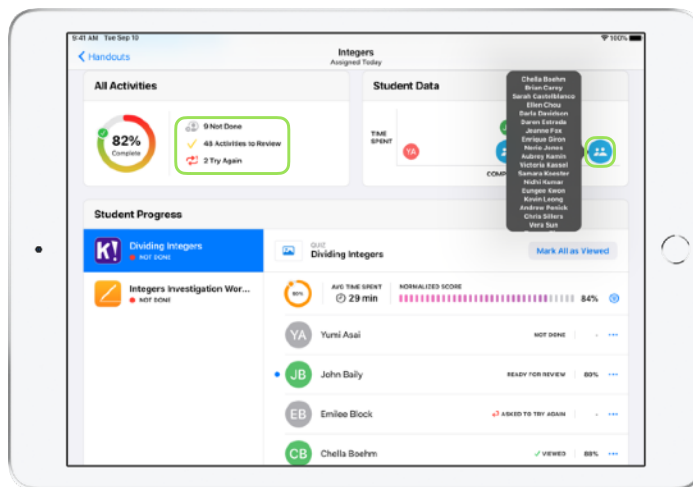 9:41 AM Tue Sep 10
100%
Handouts
Integers
Assigned Today
All Activities
82%
Complete
9 Not Done
48 Activities to Review
2 Try Again
Student Data
TIME
SPENT
YA
Chella Boehm
Brian Carey
Sarah Castelblanco
Ellen Chou
Darla Davidson
Daren Estrada
Jeanne Fox
Enrique Giron
Nerio Jones
Aubrey Kamin
Victoria Kassel
Samara Koester
Nidhi Kumar
Eungee Kwon
Kevin Leong
Andrew Penick
Chris Sillers
Vera Sun
Student Progress
K!
Dividing Integers
NOT DONE
Integers Investigation Wor...
NOT DONE
QUIZ
Dividing Integers
Mark All as Viewed
AVG TIME SPENT
29 min
NORMALIZED SCORE
84%
YA
Yumi Asai
NOT DONE
-
JB
John Baily
READY FOR REVIEW
80%
EB
Emilee Block
ASKED TO TRY AGAIN
-
CB
Chella Boehm
VIEWED
88%